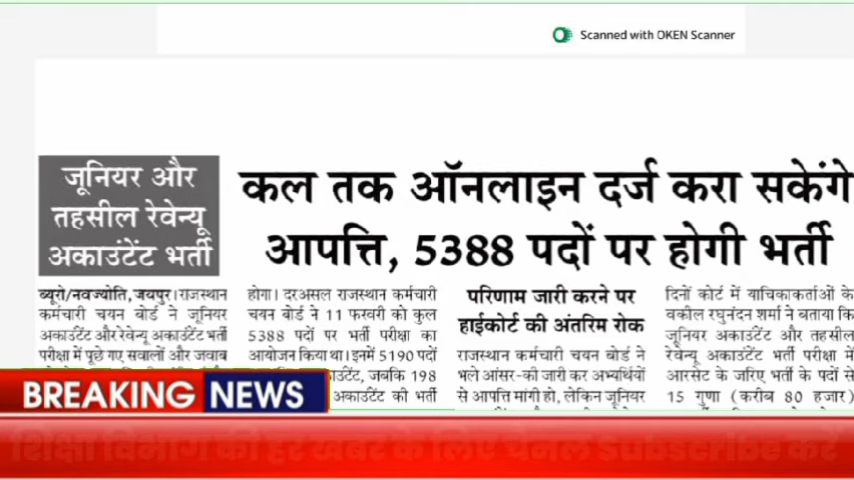 Scanned with OKEN Scanner
जूनियर और
तहसील रेवेन्यू
अकाउंटेंट भर्ती
कल तक ऑनलाइन दर्ज करा सकेंगे
आपत्ति, 5388 पदों पर होगी भर्ती
ब्यूरो/नवज्योति, जयपुर। राजस्थान
कर्मचारी चयन बोर्ड ने जूनियर
अकाउंटेंट और रेवेन्यू अकाउंटेंट भर्ती
परीक्षा में पूछे गए सवालों और जवाब
होगा। दरअसल राजस्थान कर्मचारी
चयन बोर्ड ने 11 फरवरी को कुल
5388 पदों पर भर्ती परीक्षा का
आयोजन किया था। इनमें 5190 पदों
जबकि 198
अकाउंटेंट की भर्ती
परिणाम जारी करने पर
हाईकोर्ट की अंतरिम रोक
राजस्थान कर्मचारी चयन बोर्ड ने
भले आंसर-की जारी कर अभ्यर्थियों
से आपत्ति मांगी हो, लेकिन जूनियर
दिनों कोर्ट में याचिकाकर्ताओं के
वकील रघुनंदन शर्मा ने बताया कि
जूनियर अकाउंटेंट और तहसील
रेवेन्यू अकाउंटेंट भर्ती परीक्षा में
आरसेट के जरिए भर्ती के पदों से
15 गुणा (करीब 80 हजार)
BREAKING NEWS
शिक्षा विभाग की हर खबर के लिए चैनल subscribe करें